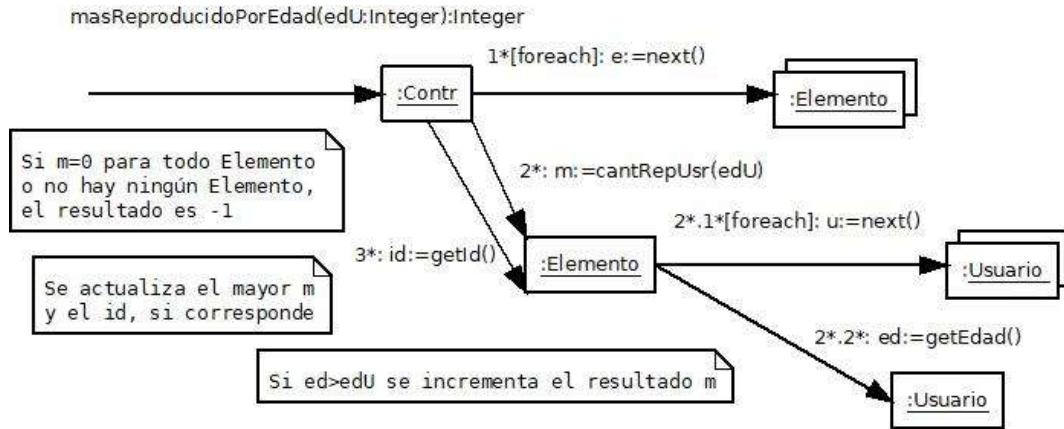 masReproducidoPorEdad(edU:Integer):Integer
1*[foreach]: e:=next()
:Contr
:Elemento
Si m=0 para todo Elemento
o no hay ningún Elemento,
el resultado es -1
2*: m:=cantRepUsr(edU)
2*.1*[foreach]: u:=next()
3*: id:=getId()
:Elemento
:Usuario
Se actualiza el mayor m
y el id, si corresponde
2*.2*: ed:=getEdad()
Si ed>edU se incrementa el resultado m
:Usuario